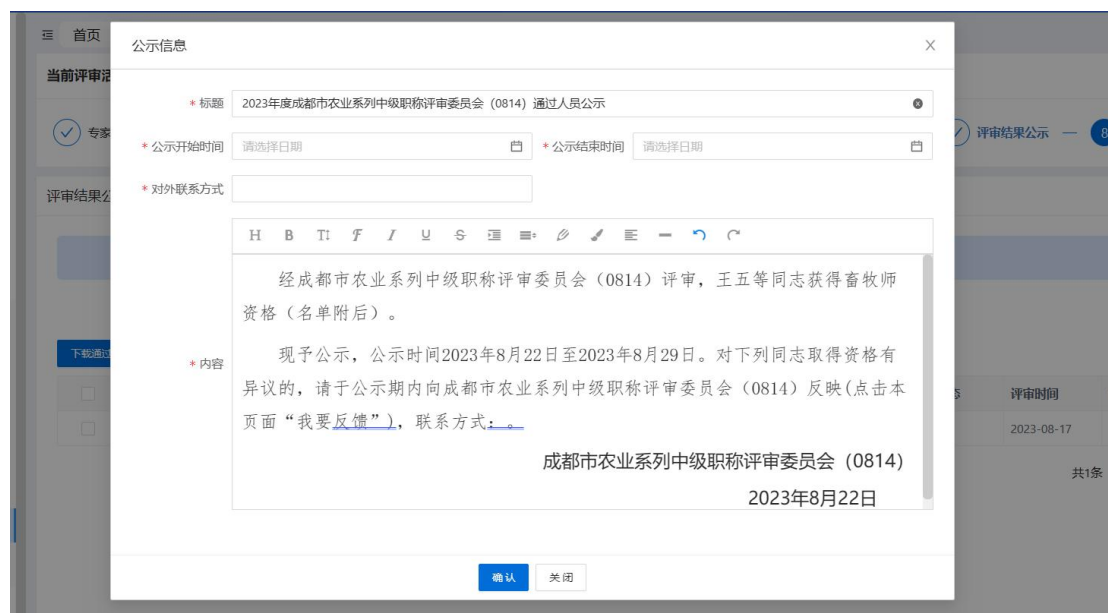 首页
公示信息
当前评审活
* 标题 2023年度成都市农业系列中级职称评审委员会（0814）通过人员公示
专家
* 公示开始时间 请选择日期 * 公示结束时间 请选择日期
评审结果公示 8
评审结果公
* 对外联系方式
H B TI F I U S
经成都市农业系列中级职称评审委员会（0814）评审，王五等同志获得畜牧师
资格（名单附后）。
下载通过
* 内容
现予公示，公示时间2023年8月22日至2023年8月29日。对下列同志取得资格有
异议的，请于公示期内向成都市农业系列中级职称评审委员会（0814）反映(点击本
页面“我要反馈”)，联系方式：。
评审时间
2023-08-17
成都市农业系列中级职称评审委员会（0814）
共1条
2023年8月22日
确认 关闭